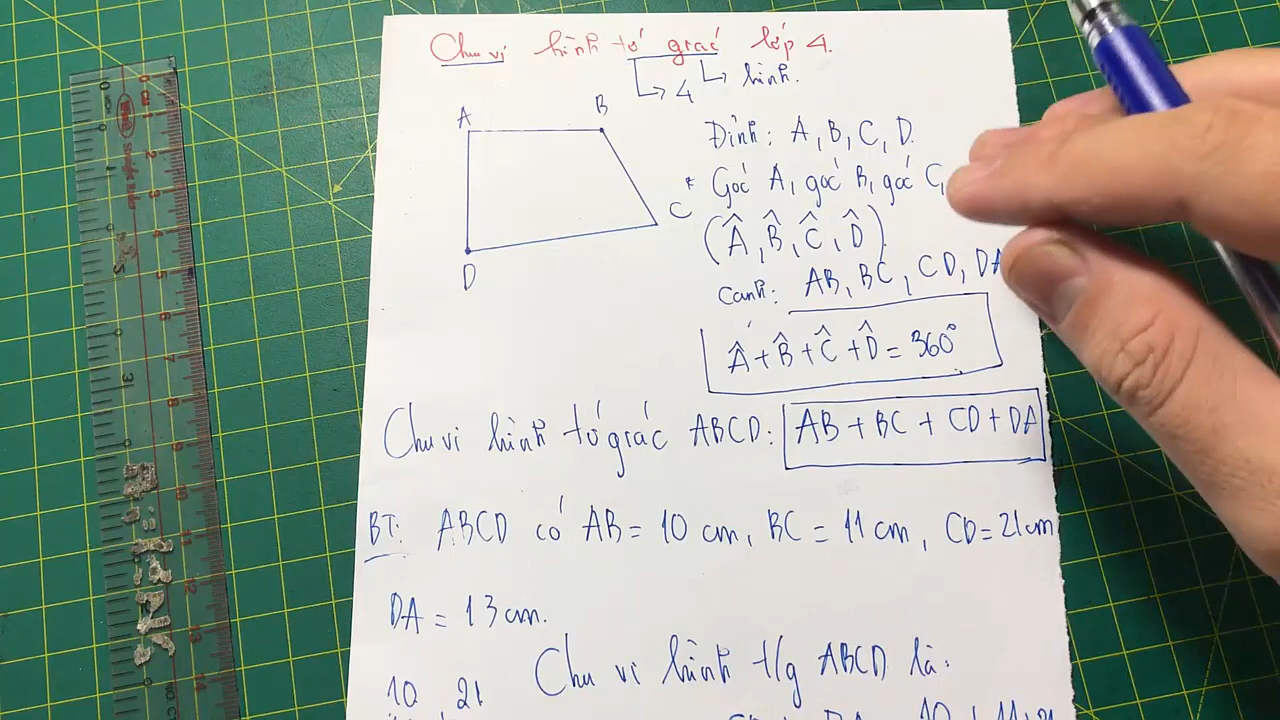 Chu vi hình tứ giác lớp 4.
4 hình.
A B
C
D
Đỉnh: A, B, C, D.
* Góc A, góc B, góc C,
(Â, B̂, Ĉ, D̂)
Cạnh: AB, BC, CD, DA
Â + B̂ + Ĉ + D̂ = 360°
Chu vi hình tứ giác ABCD: AB + BC + CD + DA
BT: ABCD có AB = 10 cm, BC = 11 cm, CD = 21 cm
DA = 13 cm.
Chu vi hình t/g ABCD là:
10 21